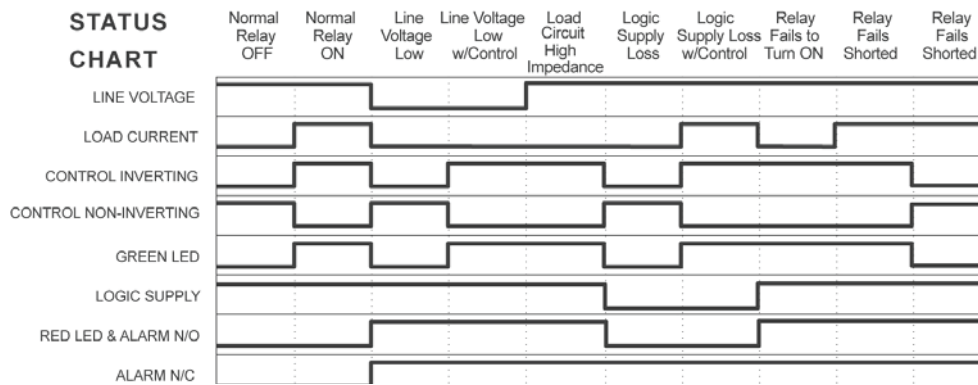 STATUS
CHART
Normal
Relay
OFF
Normal
Relay
ON
Line
Voltage
Low
Line Voltage
Low
w/Control
Load
Circuit
High
Impedance
Logic
Supply
Loss
Logic
Supply Loss
w/Control
Relay
Fails to
Turn ON
Relay
Fails
Shorted
Relay
Fails
Shorted
LINE VOLTAGE
LOAD CURRENT
CONTROL INVERTING
CONTROL NON-INVERTING
GREEN LED
LOGIC SUPPLY
RED LED & ALARM N/O
ALARM N/C